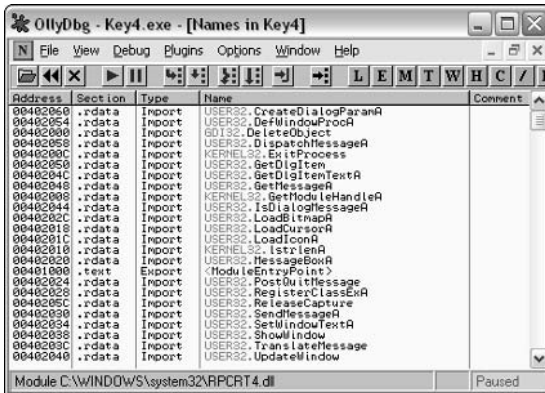 OllyDbg - Key4.exe - [Names in Key4]
N File View Debug Plugins Options Window Help
L E M T W H C /
Address Section Type Name Comment
00402060 .rdata Import USER32.CreateDialogParamA
00402054 .rdata Import USER32.DefWindowProcA
00402000 .rdata Import GDI32.DeleteObject
00402058 .rdata Import USER32.DispatchMessageA
0040200C .rdata Import KERNEL32.ExitProcess
00402050 .rdata Import USER32.GetDlgItem
0040204C .rdata Import USER32.GetDlgItemTextA
00402048 .rdata Import USER32.GetMessageA
00402008 .rdata Import KERNEL32.GetModuleHandleA
00402044 .rdata Import USER32.IsDialogMessageA
0040202C .rdata Import USER32.LoadBitmapA
00402018 .rdata Import USER32.LoadCursorA
0040201C .rdata Import USER32.LoadIconA
00402010 .rdata Import KERNEL32.lstrlenA
00402020 .rdata Import USER32.MessageBoxA
00401000 .text Export <ModuleEntryPoint>
00402024 .rdata Import USER32.PostQuitMessage
00402028 .rdata Import USER32.RegisterClassExA
0040205C .rdata Import USER32.ReleaseCapture
00402030 .rdata Import USER32.SendMessageA
00402034 .rdata Import USER32.SetWindowTextA
00402038 .rdata Import USER32.ShowWindow
0040203C .rdata Import USER32.TranslateMessage
00402040 .rdata Import USER32.UpdateWindow
Module C:\WINDOWS\system32\RPCRT4.dll Paused